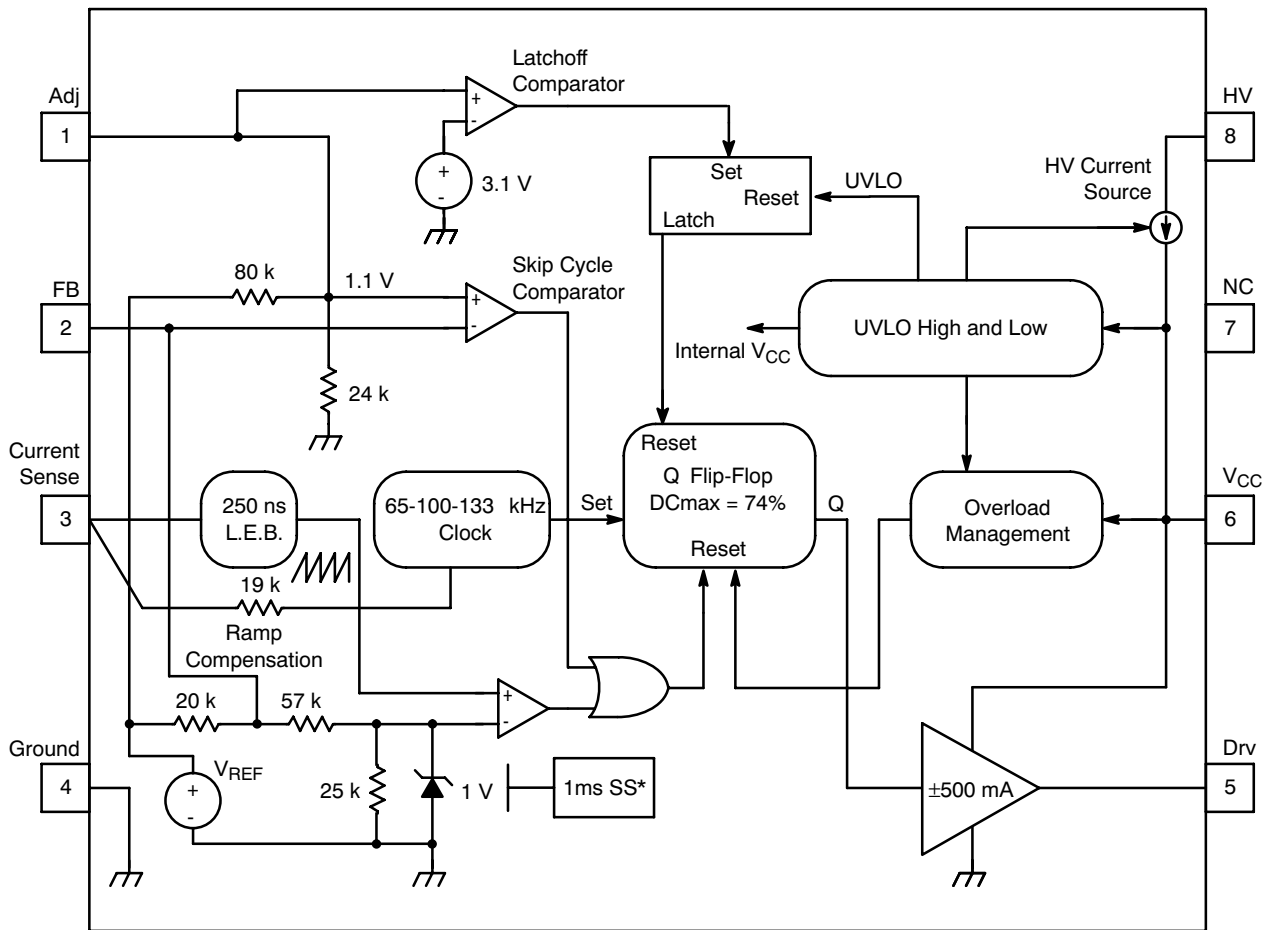 Latchoff
Comparator
Adj
1
+
-
+
-
3.1 V
Set
Reset
Latch
UVLO
HV
8
HV Current
Source
FB
2
80 k
1.1 V
+
-
Skip Cycle
Comparator
24 k
Internal VCC
UVLO High and Low
NC
7
Current
Sense
3
250 ns
L.E.B.
65-100-133 kHz
Clock
Set
Reset
Q Flip-Flop
DCmax = 74%
Reset
Q
Overload
Management
VCC
6
19 k
Ramp
Compensation
20 k
57 k
+
-
Ground
4
VREF
+
-
25 k
1 V
1ms SS*
±500 mA
Drv
5